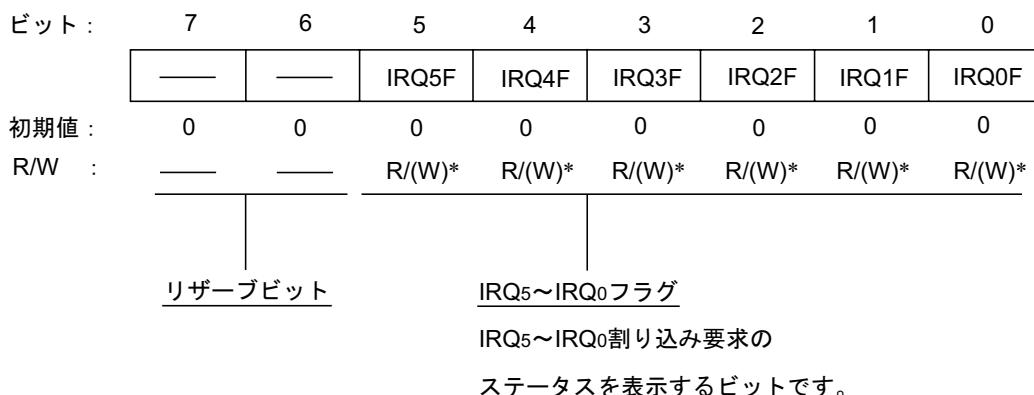 ビット : 7 6 5 4 3 2 1 0
—— —— IRQ5F IRQ4F IRQ3F IRQ2F IRQ1F IRQ0F
初期値 : 0 0 0 0 0 0 0 0
R/W : —— —— R/(W)* R/(W)* R/(W)* R/(W)* R/(W)* R/(W)*
リザーブビット
IRQ5～IRQ0フラグ
IRQ5～IRQ0割り込み要求の
ステータスを表示するビットです。